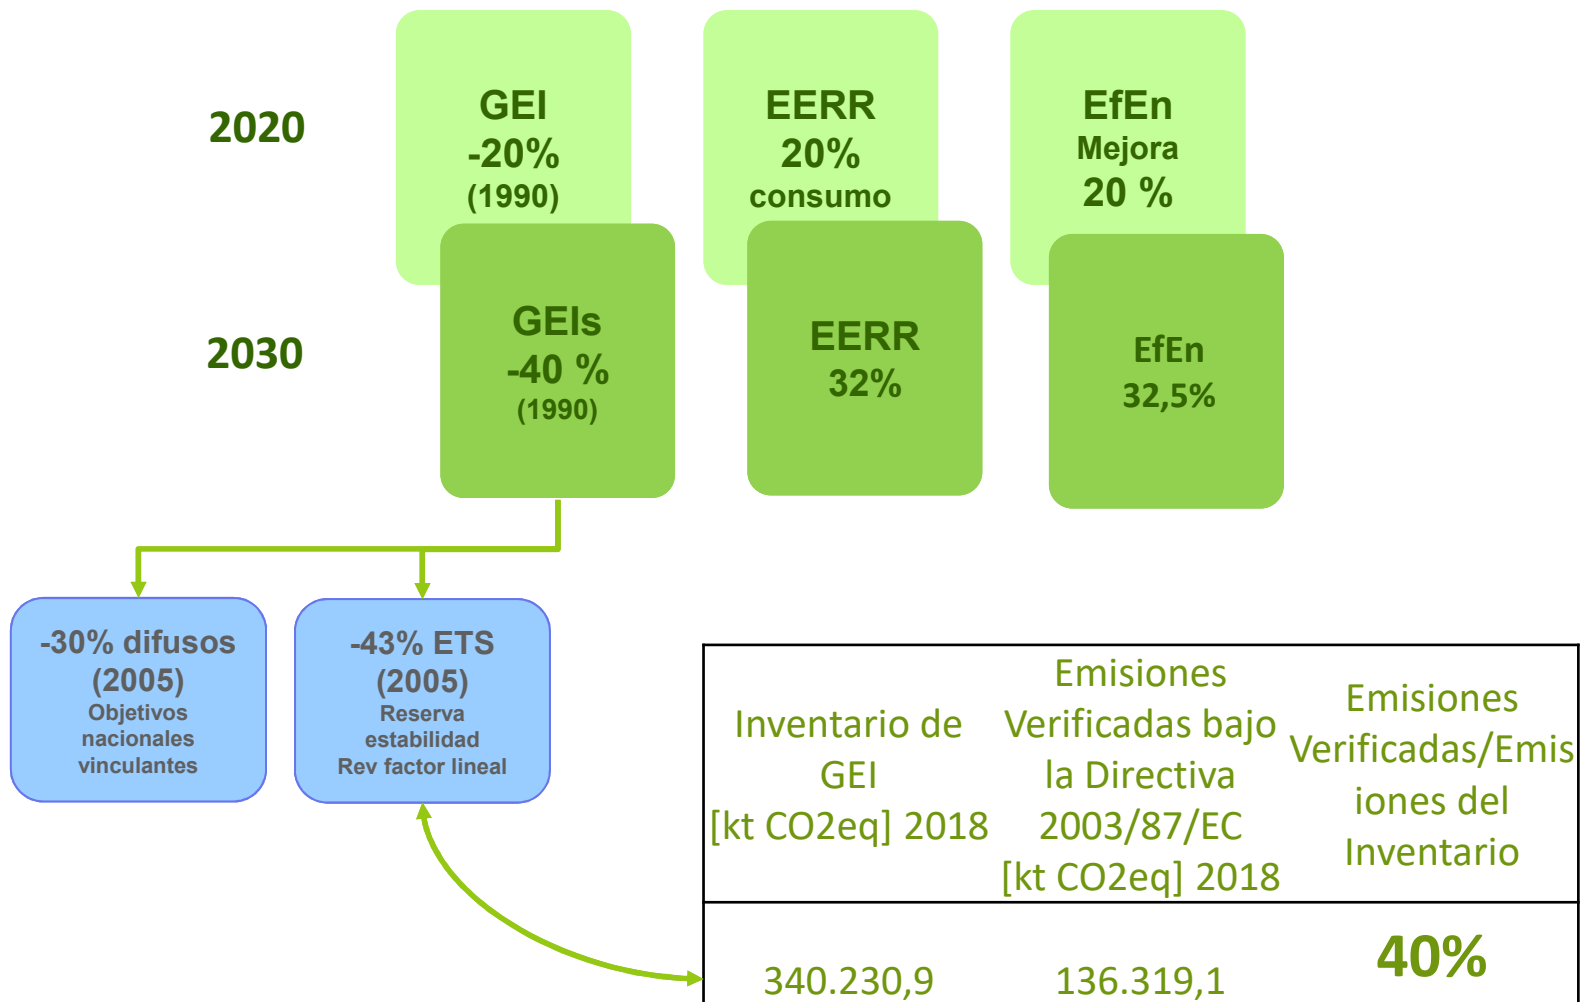 2020
GEI
-20%
(1990)
EERR
20%
consumo
EfEn
Mejora
20 %
2030
GEIs
-40 %
(1990)
EERR
32%
EfEn
32,5%
-30% difusos
(2005)
Objetivos
nacionales
vinculantes
-43% ETS
(2005)
Reserva
estabilidad
Rev factor lineal
Inventario de
GEI
[kt CO2eq] 2018
Emisiones
Verificadas bajo
la Directiva
2003/87/EC
[kt CO2eq] 2018
Emisiones
Verificadas/Emis
iones del
Inventario
340.230,9
136.319,1
40%